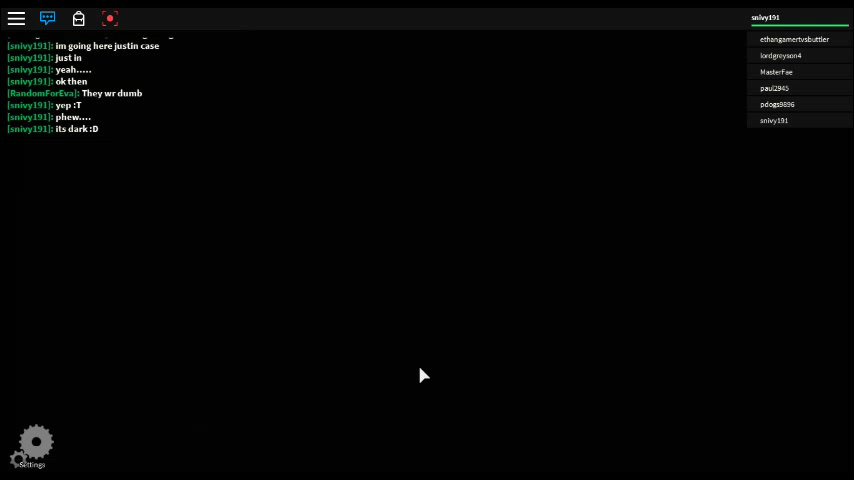 snivy191
[snivy191]: im going here justin case
[snivy191]: just in
[snivy191]: yeah.....
[snivy191]: ok then
[RandomForEva]: They wr dumb
[snivy191]: yep :T
[snivy191]: phew....
[snivy191]: its dark :D
ethangamertvsbuttler
lordgreyson4
MasterFae
paul2945
pdogs9896
snivy191
Settings